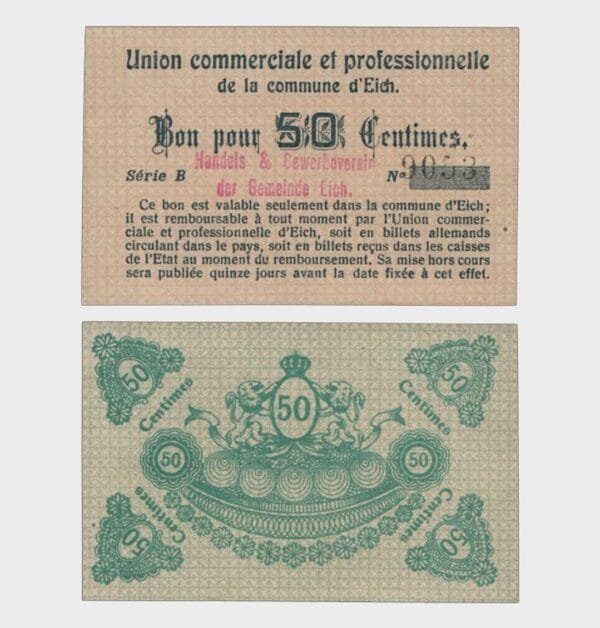 Union commerciale et professionnelle
de la commune d'Eich.
Bon pour 50 Centimes.
Handels & Gewerbeverein
Série B
No 9053
der Gemeinde Eich.
Ce bon est valable seulement dans la commune d'Eich;
il est remboursable à tout moment par l'Union commer-
ciale et professionnelle d'Eich, soit en billets allemands
circulant dans le pays, soit en billets reçus dans les caisses
de l'Etat au moment du remboursement. Sa mise hors cours
sera publiée quinze jours avant la date fixée à cet effet.
50
Centimes
50
Centimes
50
50
50
Centimes
50
Centimes
50